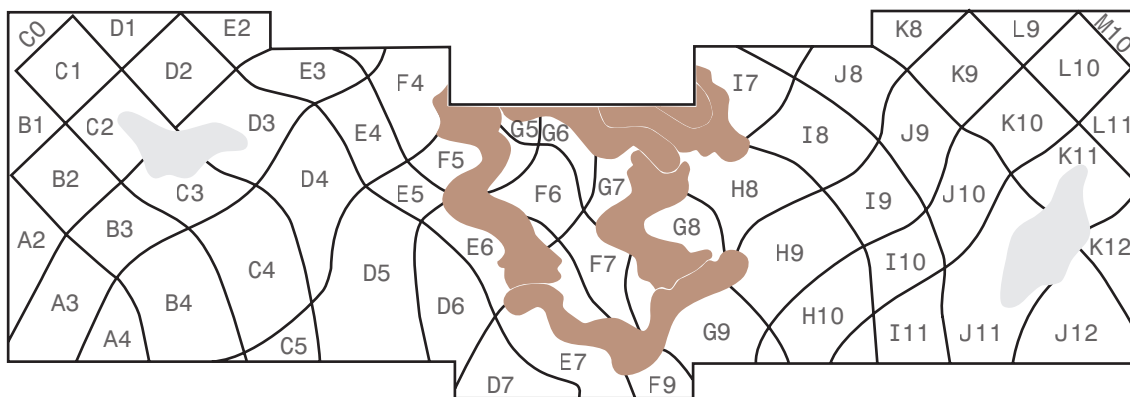 C0 D1 E2 K8 L9 M10
C1 D2 E3 F4 I7 J8 K9 L10
B1 C2 D3 E4 G5 G6 I8 J9 K10 L11
F5 K11
B2 C3 D4 E5 F6 G7 H8 I9 J10
A2 B3 E6 G8 H9 K12
C4 D5 F7 I10
A3 B4 D6 H10
A4 C5 G9 I11 J11 J12
D7 E7 F9